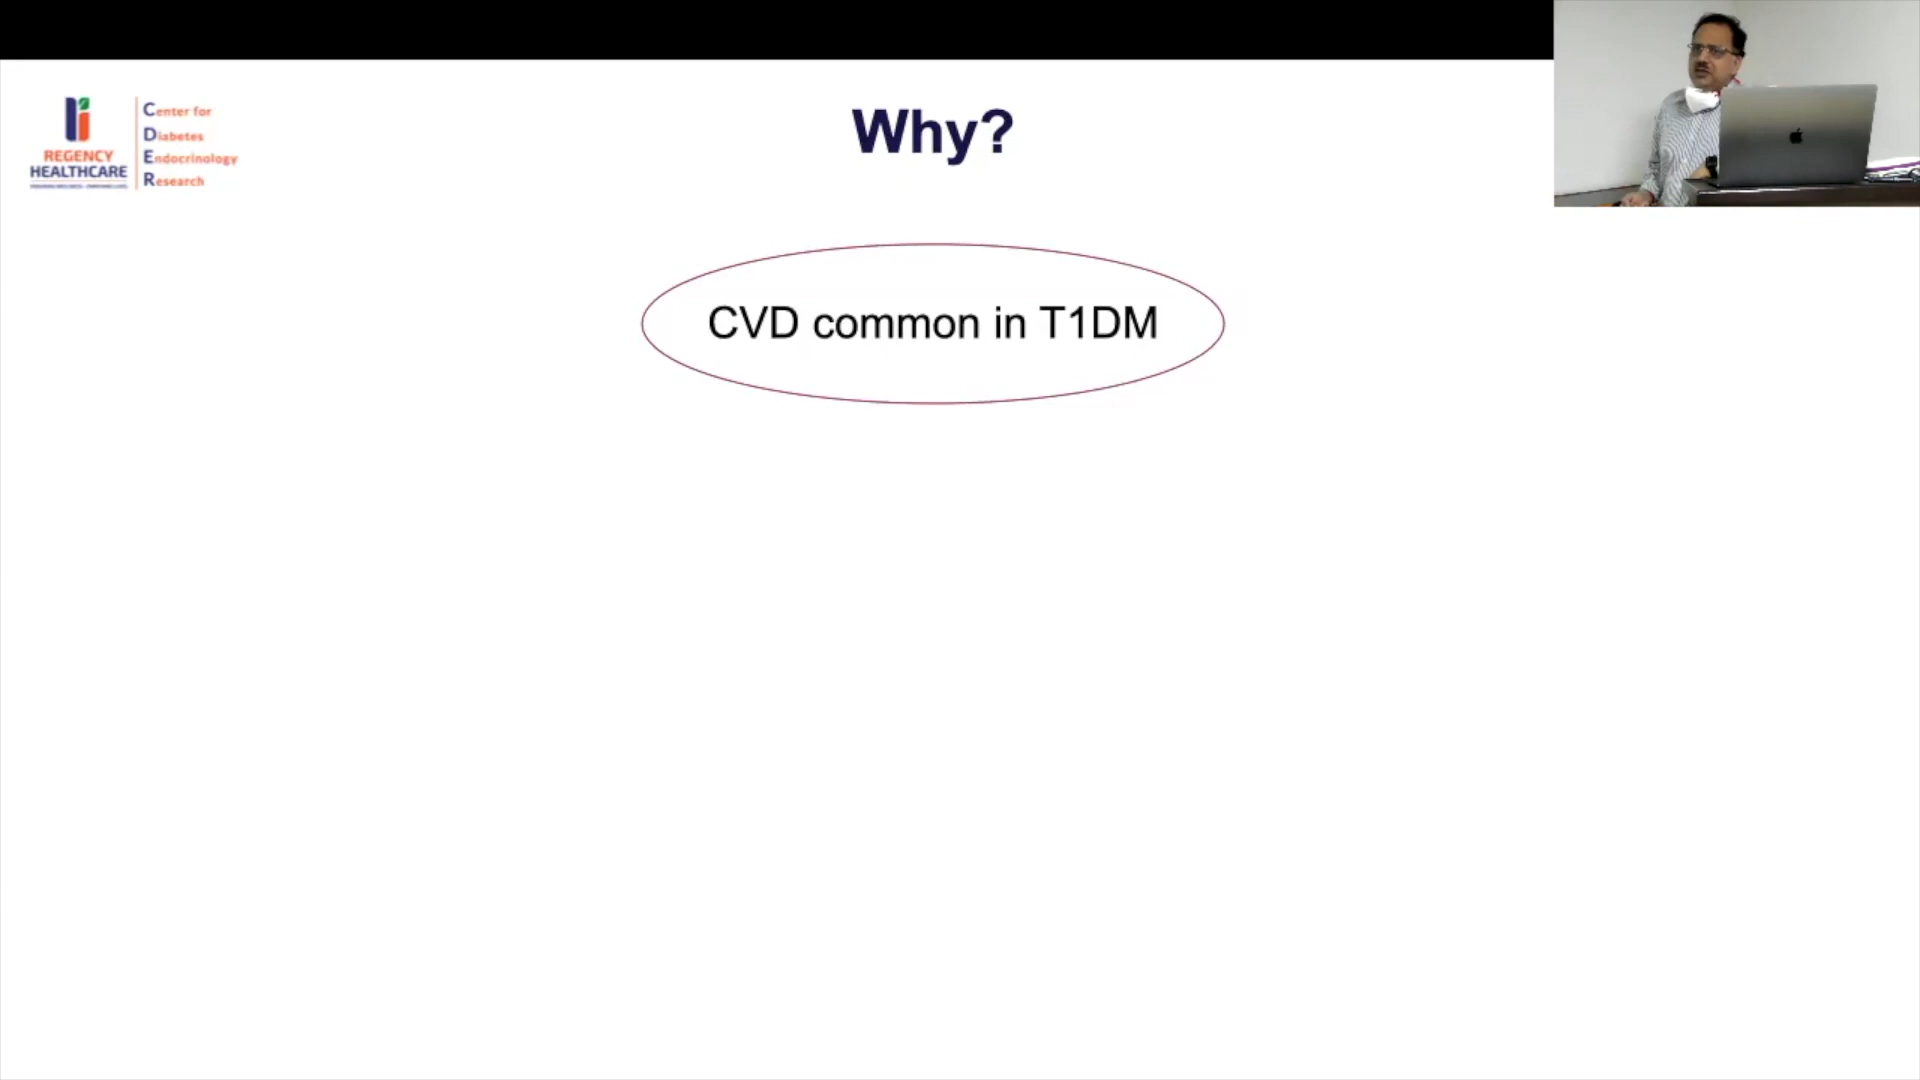 Why?
REGENCY
HEALTHCARE
Center for
Diabetes
Endocrinology
Research
CVD common in T1DM